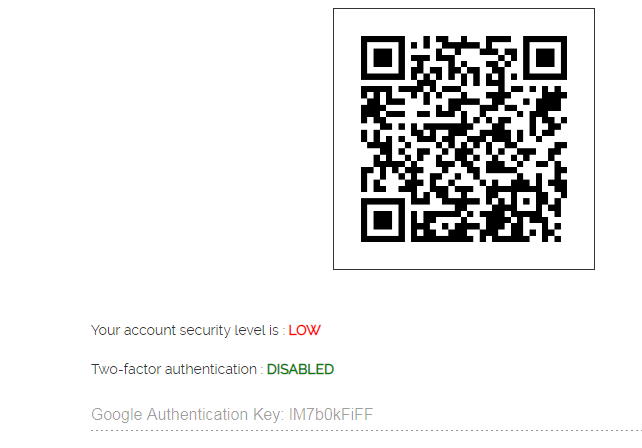 Your account security level is : LOW
Two-factor authentication : DISABLED
Google Authentication Key: IM7b0kFiFF